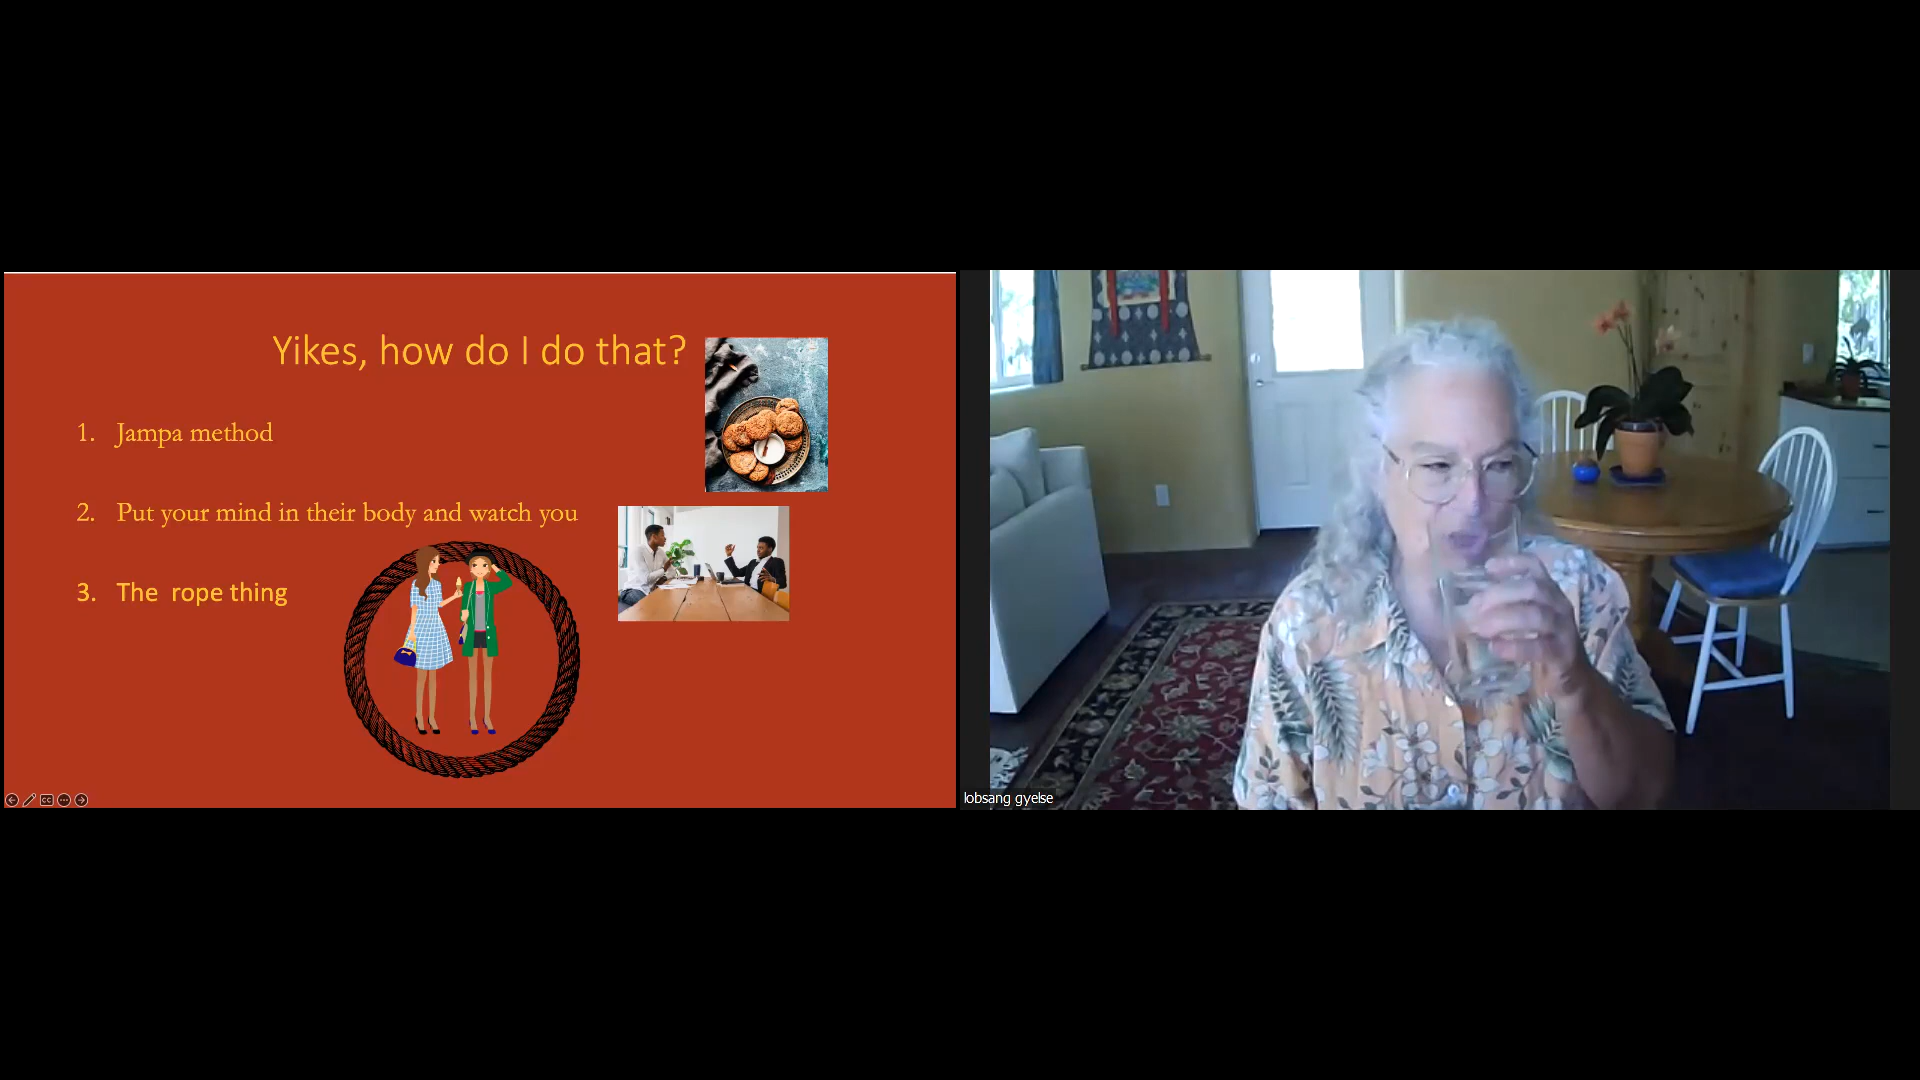 Yikes, how do I do that?
1. Jampa method
2. Put your mind in their body and watch you
3. The rope thing
CC
lobsang gyelse